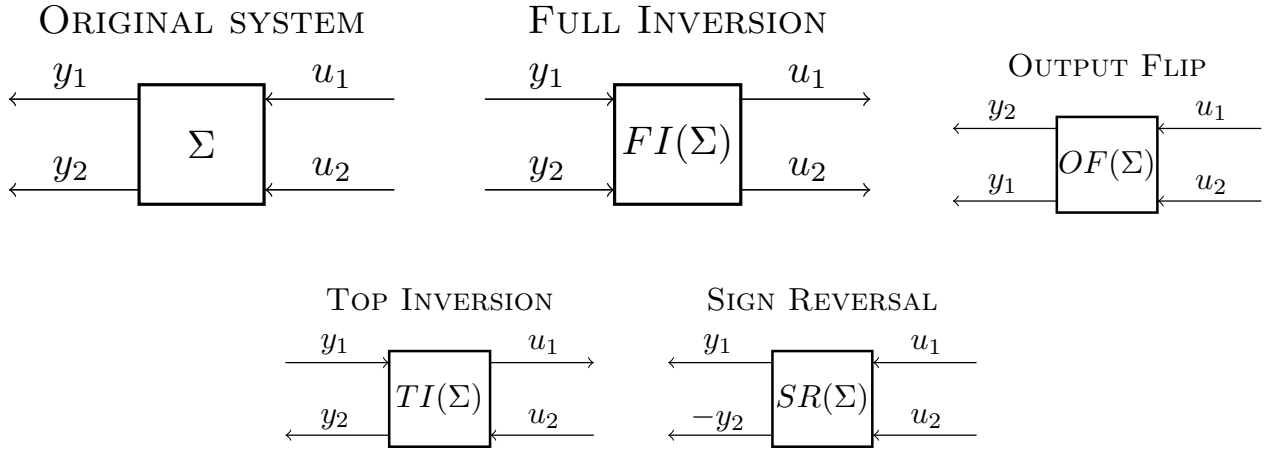 ORIGINAL SYSTEM
y₁ u₁
Σ
y₂ u₂
FULL INVERSION
y₁ u₁
FI(Σ)
y₂ u₂
OUTPUT FLIP
y₂ u₁
OF(Σ)
y₁ u₂
TOP INVERSION
y₁ u₁
TI(Σ)
y₂ u₂
SIGN REVERSAL
y₁ u₁
SR(Σ)
−y₂ u₂